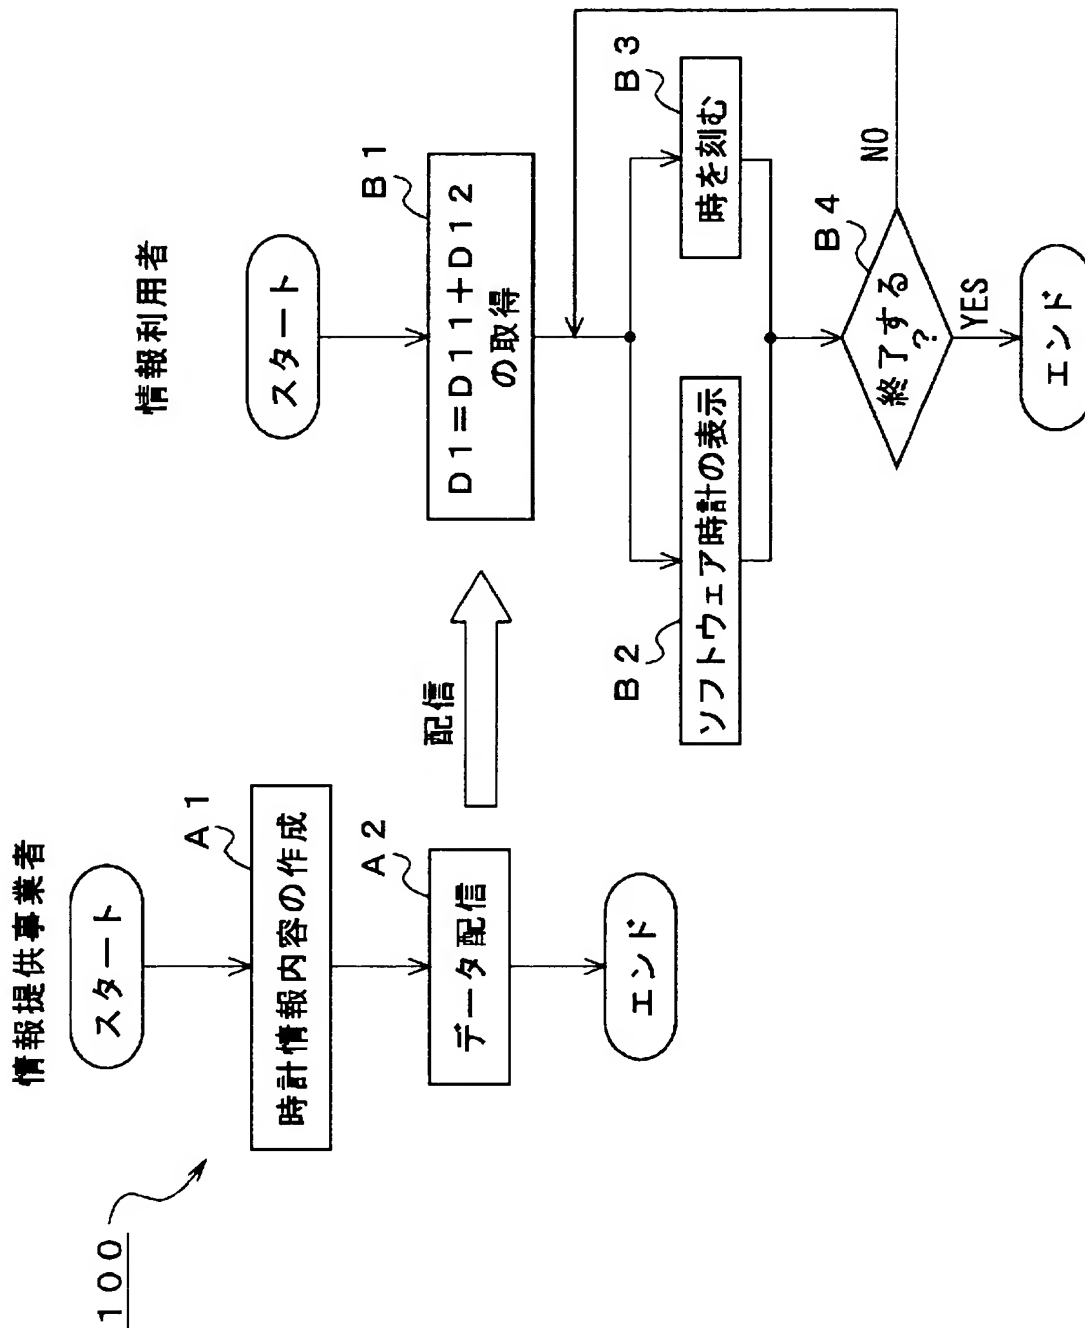 100
情報提供事業者
スタート
A1
時計情報内容の作成
A2
データ配信
エンド
配信
情報利用者
スタート
B1
D1=D11+D12
の取得
B2
ソフトウェア時計の表示
B3
時を刻む
B4
終了する
?
NO
YES
エンド